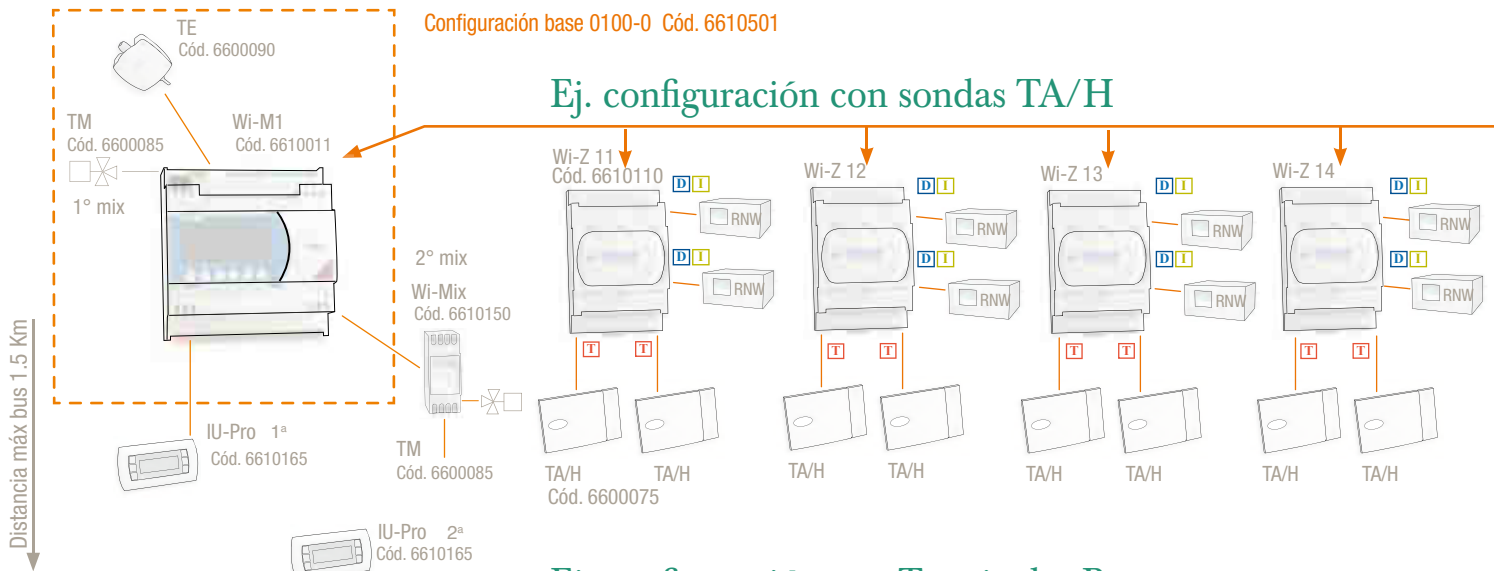 Configuración base 0100-0 Cód. 6610501
TE
Cód. 6600090
Ej. configuración con sondas TA/H
TM
Cód. 6600085
1° mix
Wi-M1
Cód. 6610011
2° mix
Wi-Mix
Cód. 6610150
TM
Cód. 6600085
IU-Pro 1ª
Cód. 6610165
IU-Pro 2ª
Cód. 6610165
Distancia máx bus 1.5 Km
Wi-Z 11
Cód. 6610110
D I
RNW
D I
RNW
T T
TA/H TA/H
Cód. 6600075
Wi-Z 12
D I
RNW
D I
RNW
T T
TA/H TA/H
Wi-Z 13
D I
RNW
D I
RNW
T T
TA/H TA/H
Wi-Z 14
D I
RNW
D I
RNW
T T
TA/H TA/H